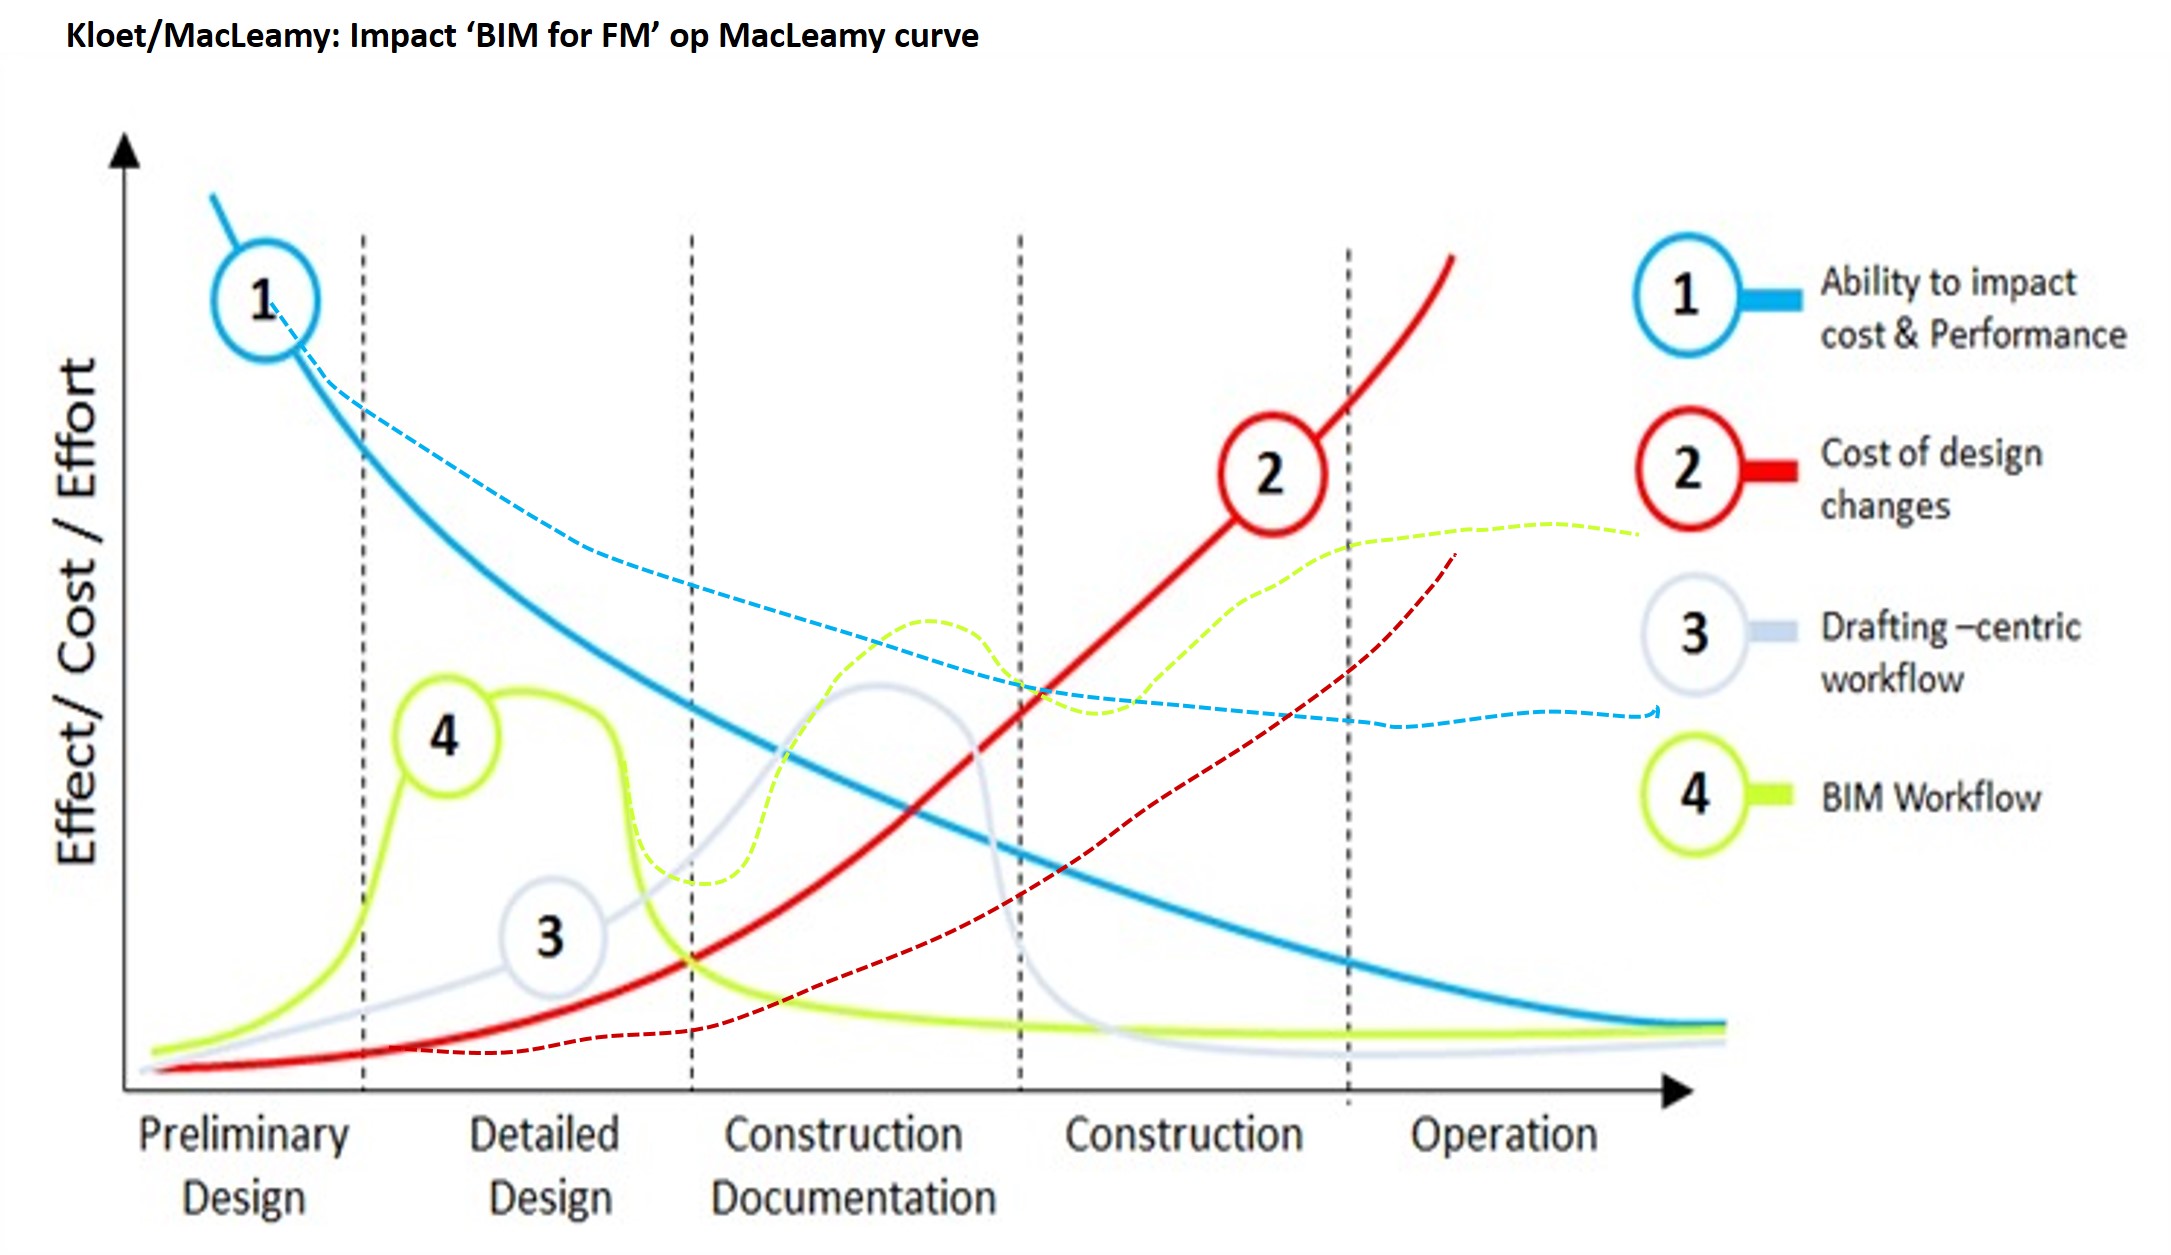 Kloet/MacLeamy: Impact ‘BIM for FM’ op MacLeamy curve
Effect/ Cost / Effort
1
2
3
4
Preliminary
Design
Detailed
Design
Construction
Documentation
Construction
Operation
1
Ability to impact
cost & Performance
2
Cost of design
changes
3
Drafting –centric
workflow
4
BIM Workflow